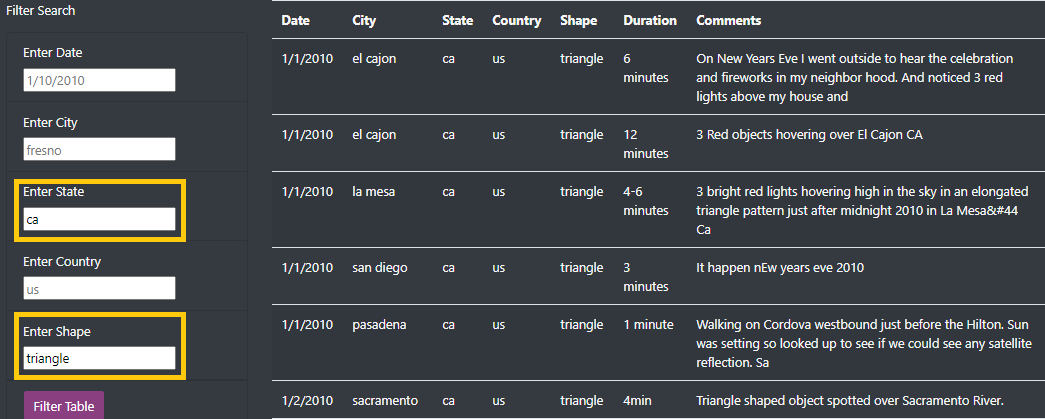 Filter Search
Enter Date
1/10/2010
Enter City
fresno
Enter State
ca
Enter Country
us
Enter Shape
triangle
Filter Table
Date City State Country Shape Duration Comments
1/1/2010 el cajon ca us triangle 6 On New Years Eve I went outside to hear the celebration
minutes and fireworks in my neighbor hood. And noticed 3 red
lights above my house and
1/1/2010 el cajon ca us triangle 12 3 Red objects hovering over El Cajon CA
minutes
1/1/2010 la mesa ca us triangle 4-6 3 bright red lights hovering high in the sky in an elongated
minutes triangle pattern just after midnight 2010 in La Mesa&#44
Ca
1/1/2010 san diego ca us triangle 3 It happen nEw years eve 2010
minutes
1/1/2010 pasadena ca us triangle 1 minute Walking on Cordova westbound just before the Hilton. Sun
was setting so looked up to see if we could see any satellite
reflection. Sa
1/2/2010 sacramento ca us triangle 4min Triangle shaped object spotted over Sacramento River.